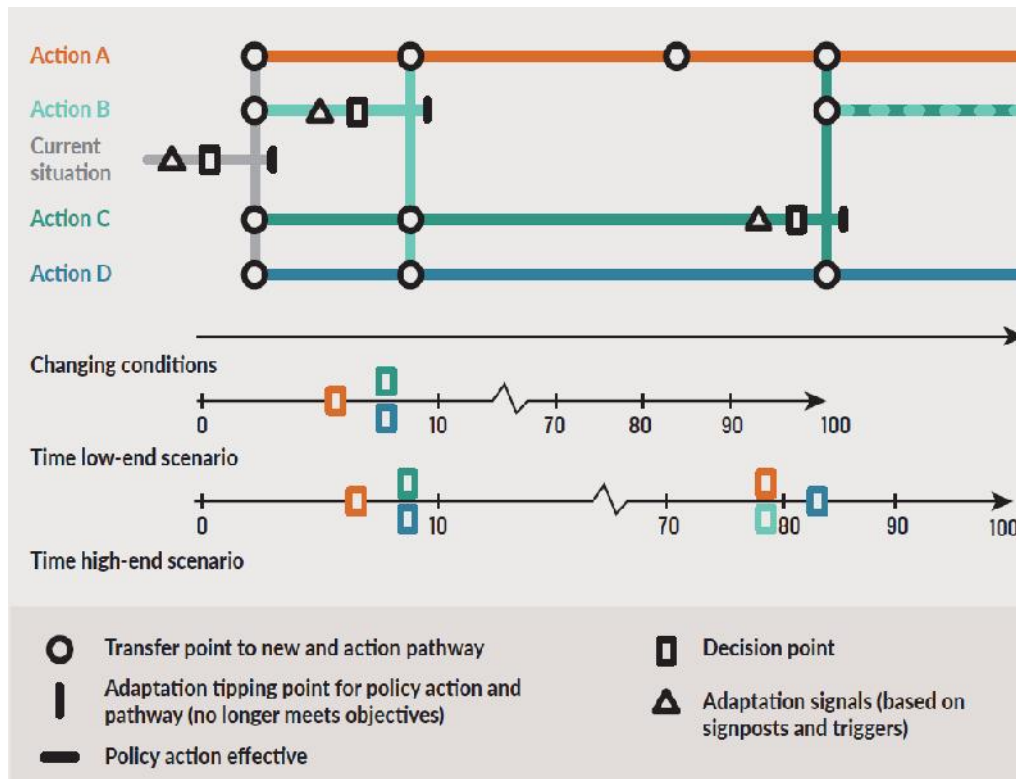 Action A
Action B
Current
situation
Action C
Action D
Changing conditions
0 10 70 80 90 100
Time low-end scenario
0 10 70 80 90 100
Time high-end scenario
Transfer point to new and action pathway
Adaptation tipping point for policy action and
pathway (no longer meets objectives)
Policy action effective
Decision point
Adaptation signals (based on
signposts and triggers)